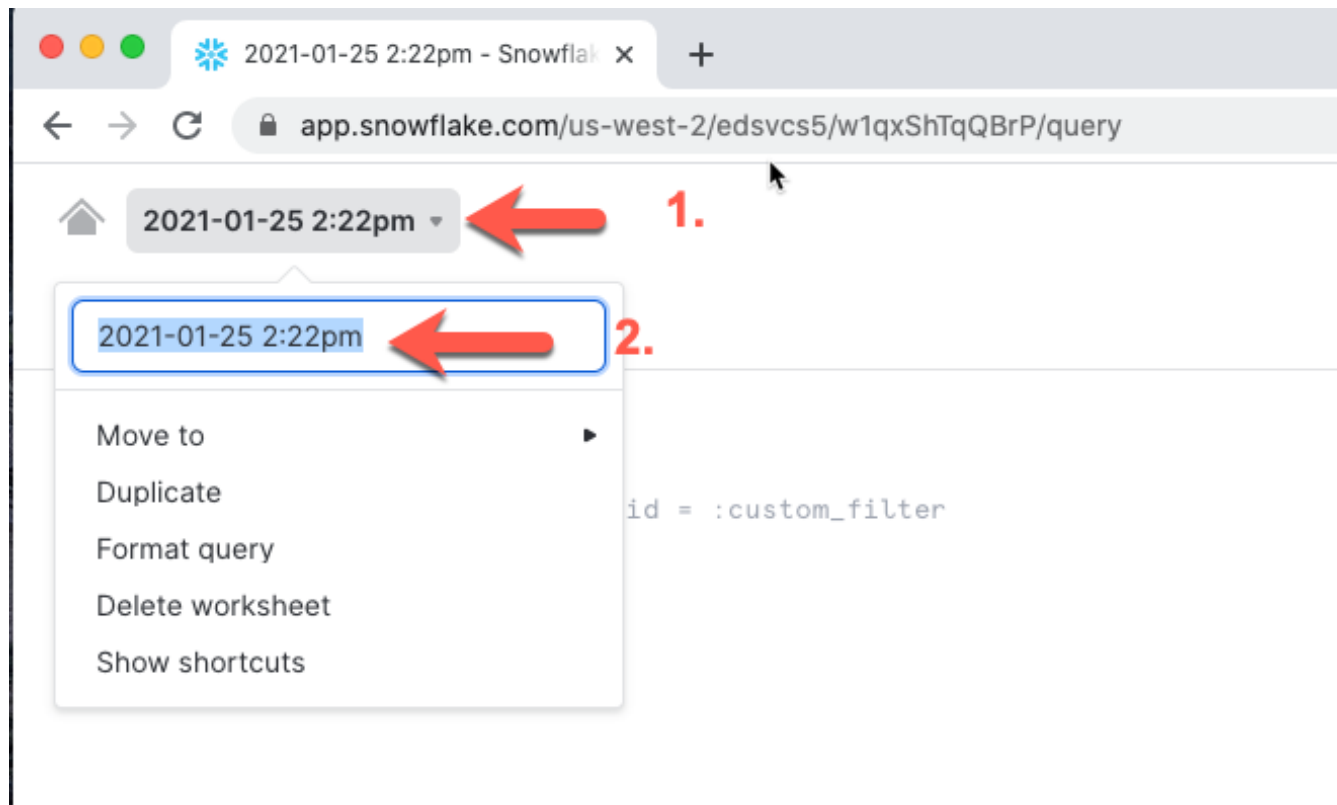 2021-01-25 2:22pm - Snowflak
app.snowflake.com/us-west-2/edsvcs5/w1qxShTqQBrP/query
2021-01-25 2:22pm
1.
2021-01-25 2:22pm
2.
Move to
Duplicate
id = :custom_filter
Format query
Delete worksheet
Show shortcuts